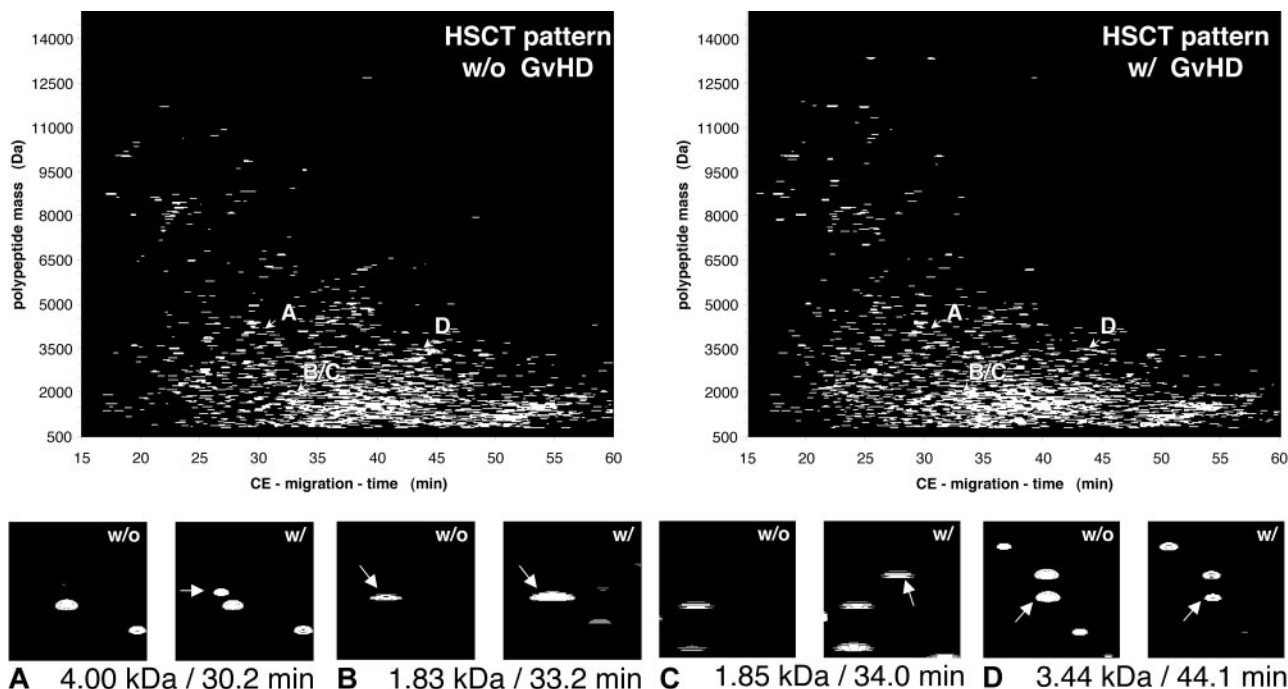 HSCT pattern
w/o GvHD
polypeptide mass (Da)
14000
12500
11000
9500
8000
6500
5000
3500
2000
500
A
D
B/C
15 20 25 30 35 40 45 50 55 60
CE - migration - time (min)
HSCT pattern
w/ GvHD
polypeptide mass (Da)
14000
12500
11000
9500
8000
6500
5000
3500
2000
500
A
D
B/C
15 20 25 30 35 40 45 50 55 60
CE - migration - time (min)
w/o w/ w/o w/ w/o w/ w/o w/
A 4.00 kDa / 30.2 min B 1.83 kDa / 33.2 min C 1.85 kDa / 34.0 min D 3.44 kDa / 44.1 min